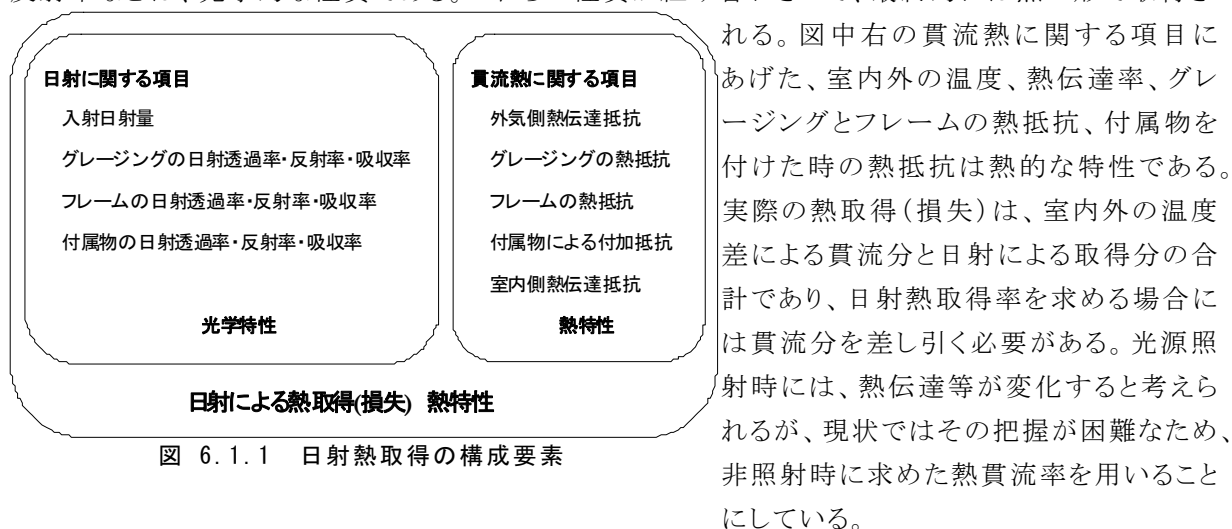 れる。図中右の貫流熱に関する項目に
あげた、室内外の温度、熱伝達率、グレ
ージングとフレームの熱抵抗、付属物を
付けた時の熱抵抗は熱的な特性である。
実際の熱取得(損失)は、室内外の温度
差による貫流分と日射による取得分の合
計であり、日射熱取得率を求める場合に
は貫流分を差し引く必要がある。光源照
射時には、熱伝達等が変化すると考えら
れるが、現状ではその把握が困難なため、
非照射時に求めた熱貫流率を用いること
にしている。
日射に関する項目
入射日射量
グレージングの日射透過率・反射率・吸収率
フレームの日射透過率・反射率・吸収率
付属物の日射透過率・反射率・吸収率
光学特性
貫流熱に関する項目
外気側熱伝達抵抗
グレージングの熱抵抗
フレームの熱抵抗
付属物による付加抵抗
室内側熱伝達抵抗
熱特性
日射による熱取得(損失) 熱特性
図 6.1.1 日射熱取得の構成要素